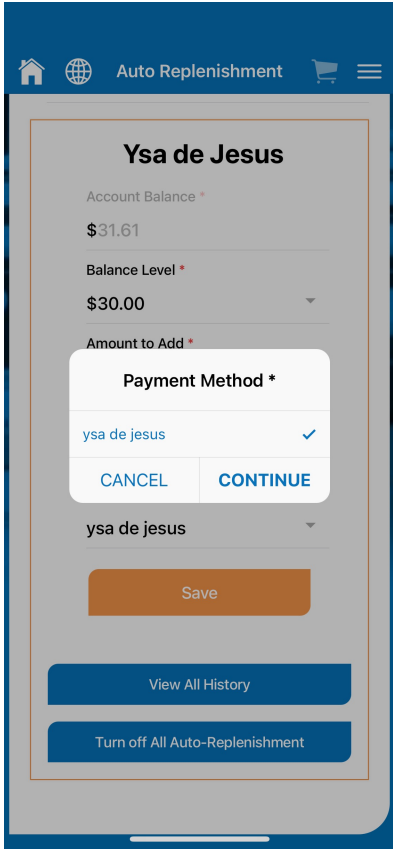 Auto Replenishment
Ysa de Jesus
Account Balance *
$31.61
Balance Level *
$30.00
Amount to Add *
Payment Method *
ysa de jesus
CANCEL CONTINUE
ysa de jesus
Save
View All History
Turn off All Auto-Replenishment